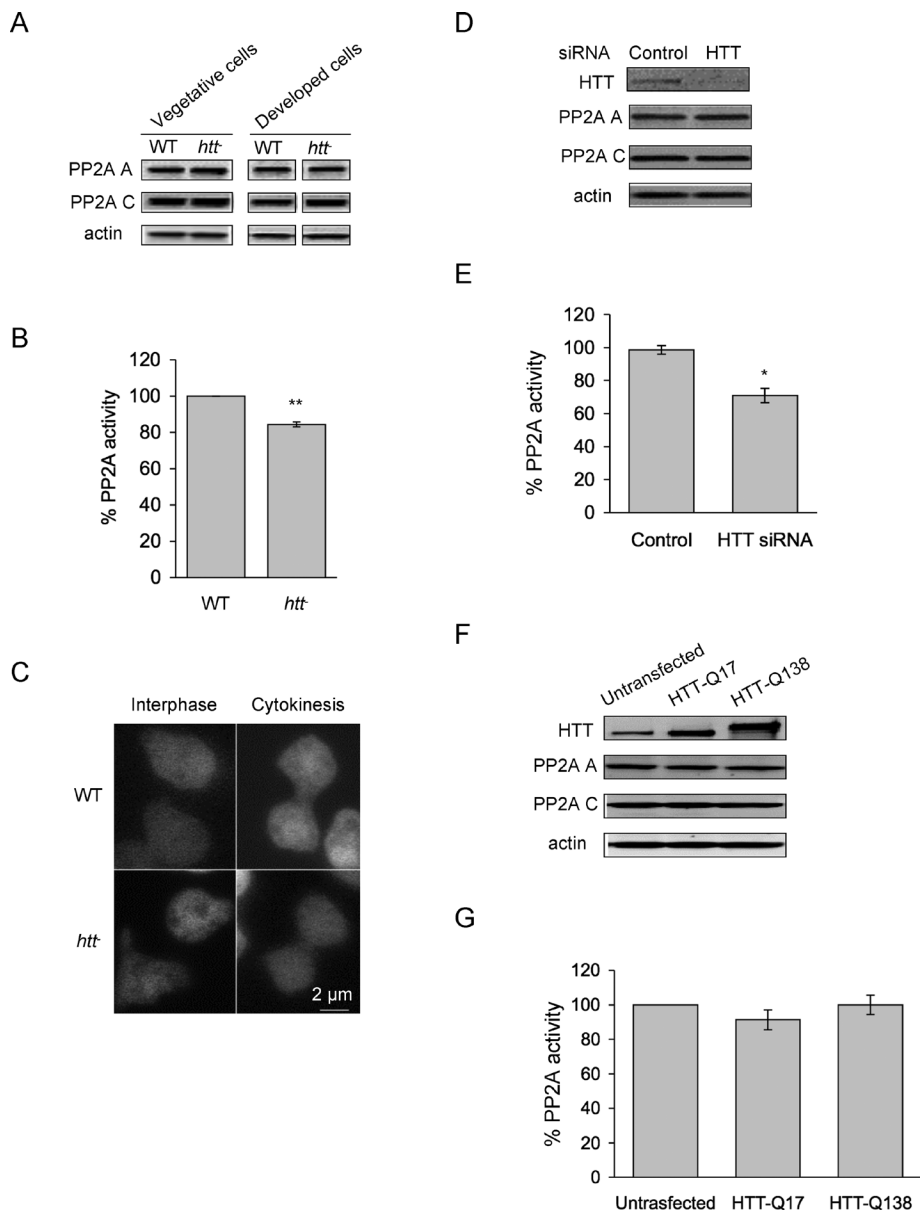 A
Vegetative cells
Developed cells
WT htt- WT htt-
PP2A A
PP2A C
actin
B
% PP2A activity
120
100
80
60
40
20
0
WT htt-
**
C
Interphase Cytokinesis
WT
htt-
2 µm
D
siRNA Control HTT
HTT
PP2A A
PP2A C
actin
E
% PP2A activity
120
100
80
60
40
20
0
*
Control HTT siRNA
F
Untransfected
HTT-Q17
HTT-Q138
HTT
PP2A A
PP2A C
actin
G
% PP2A activity
120
100
80
60
40
20
0
Untrasfected HTT-Q17 HTT-Q138